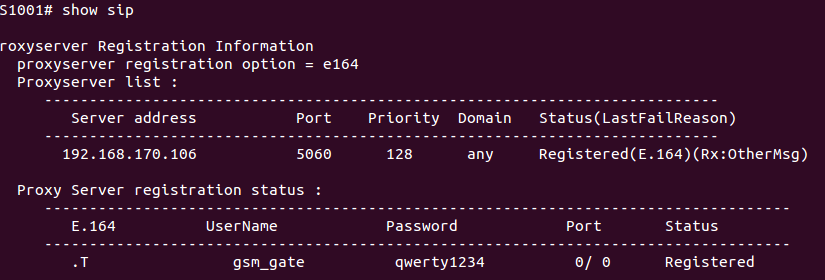 S1001# show sip
roxyserver Registration Information
proxyserver registration option = e164
Proxyserver list :
---------------------------------------------------------------------------
Server address Port Priority Domain Status(LastFailReason)
---------------------------------------------------------------------------
192.168.170.106 5060 128 any Registered(E.164)(Rx:OtherMsg)
Proxy Server registration status :
-----------------------------------------------------------------------------------
E.164 UserName Password Port Status
-----------------------------------------------------------------------------------
.T gsm_gate qwerty1234 0/ 0 Registered